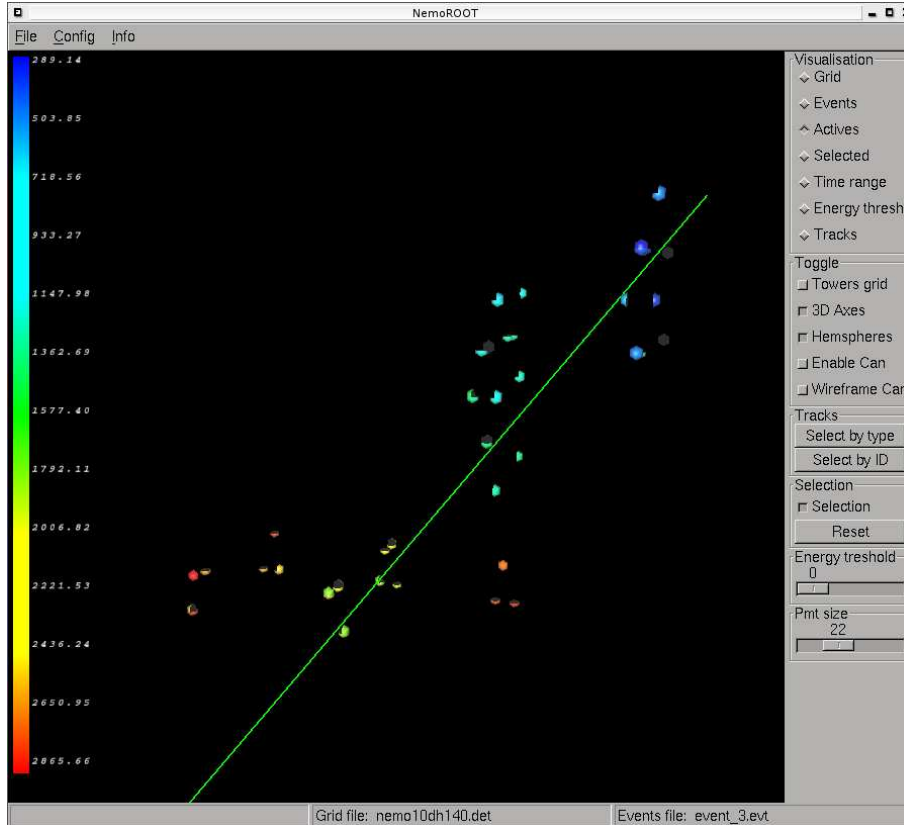 NemoROOT
File Config Info
289.14
503.85
718.56
933.27
1147.98
1362.69
1577.40
1792.11
2006.82
2221.53
2436.24
2650.95
2865.66
Visualisation
Grid
Events
Actives
Selected
Time range
Energy thresh
Tracks
Toggle
Towers grid
3D Axes
Hemspheres
Enable Can
Wireframe Can
Tracks
Select by type
Select by ID
Selection
Selection
Reset
Energy treshold
0
Pmt size
22
Grid file: nemo10dh140.det
Events file: event_3.evt